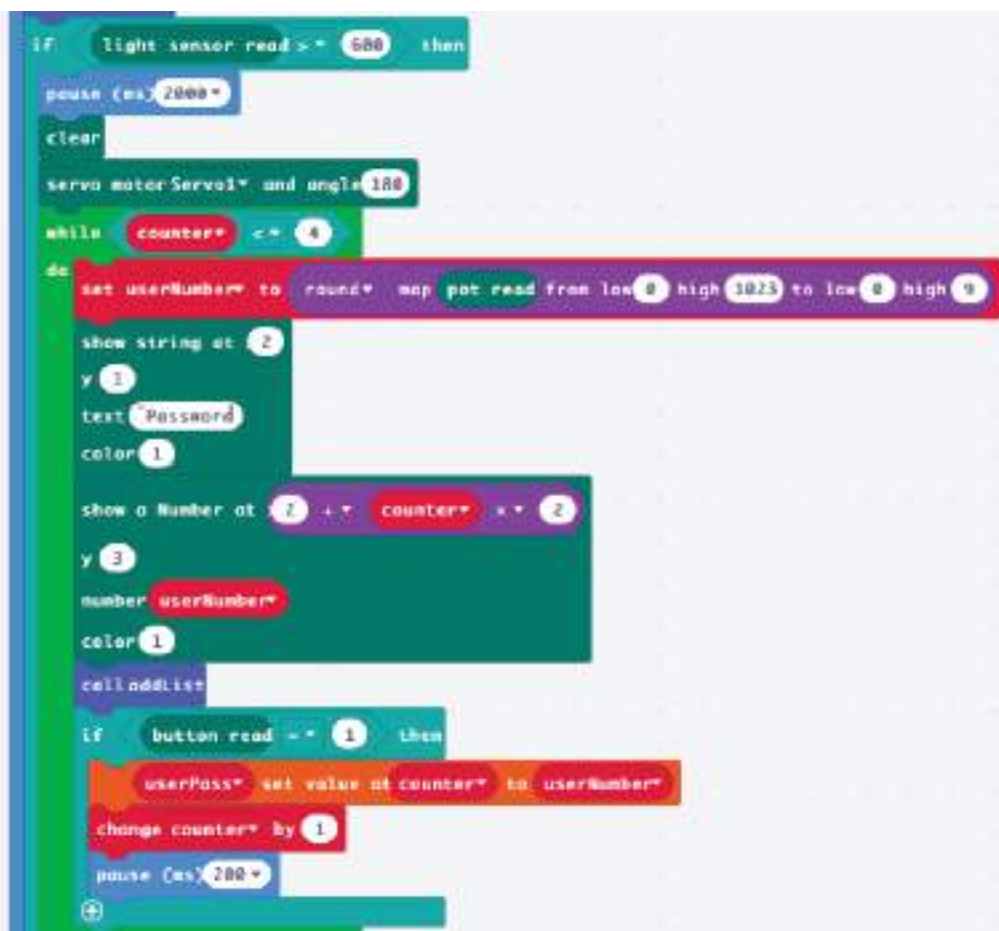 if light sensor read > 600 then
pause (ms) 2000
clear
servo motor Servo1 and angle 180
while counter < 4
do
set userNumber to round map pot read from low 0 high 1023 to low 0 high 9
show string at 2
y 1
text "Password
color 1
show a Number at 2 + counter × 2
y 3
number userNumber
color 1
call addList
if button read = 1 then
userPass set value at counter to userNumber
change counter by 1
pause (ms) 200